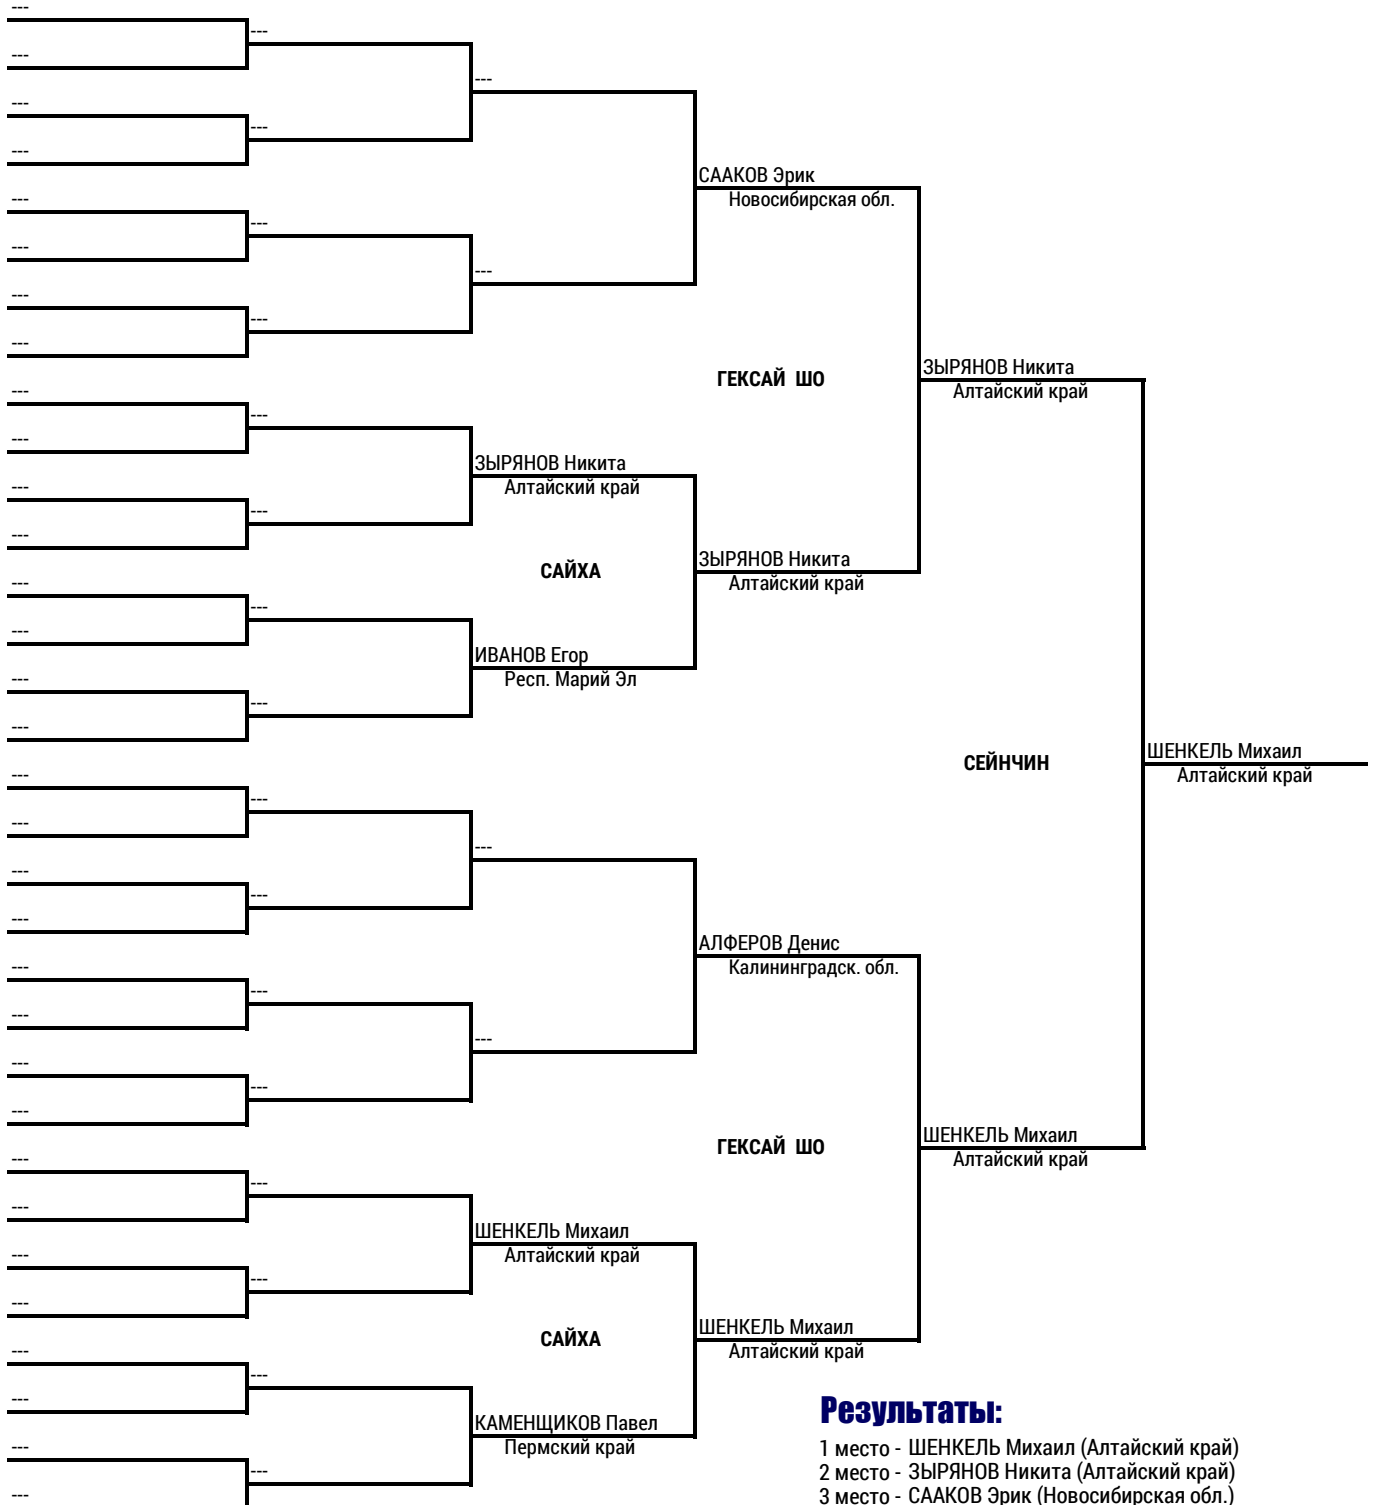 ---
---
---
---
---
---
---
---
---
---
СААКОВ Эрик
Новосибирская обл.
---
---
---
---
---
---
ГЕКСАЙ ШО
ЗЫРЯНОВ Никита
Алтайский край
---
---
---
ЗЫРЯНОВ Никита
Алтайский край
---
---
---
САЙХА
ЗЫРЯНОВ Никита
Алтайский край
---
---
---
ИВАНОВ Егор
Респ. Марий Эл
---
---
---
СЕЙНЧИН
ШЕНКЕЛЬ Михаил
Алтайский край
---
---
---
---
---
---
---
АЛФЕРОВ Денис
Калининградск. обл.
---
---
---
---
---
---
---
ГЕКСАЙ ШО
ШЕНКЕЛЬ Михаил
Алтайский край
---
---
---
ШЕНКЕЛЬ Михаил
Алтайский край
---
---
---
САЙХА
ШЕНКЕЛЬ Михаил
Алтайский край
---
---
---
КАМЕНЩИКОВ Павел
Пермский край
---
---
---
Результаты:
1 место - ШЕНКЕЛЬ Михаил (Алтайский край)
2 место - ЗЫРЯНОВ Никита (Алтайский край)
3 место - СААКОВ Эрик (Новосибирская обл.)